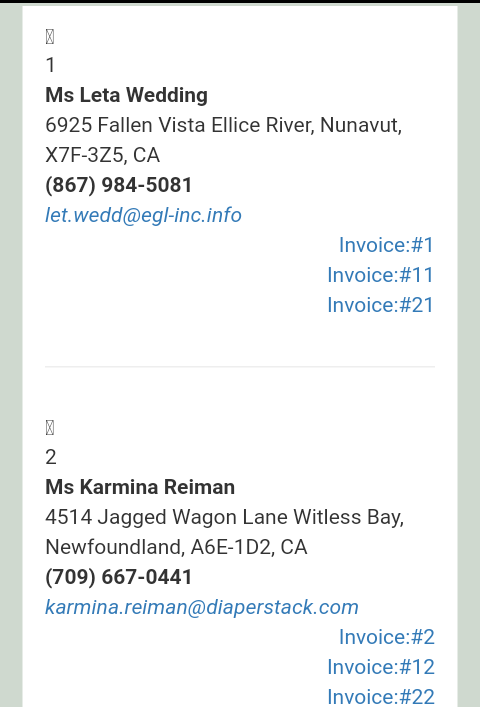 1
Ms Leta Wedding
6925 Fallen Vista Ellice River, Nunavut,
X7F-3Z5, CA
(867) 984-5081
let.wedd@egl-inc.info
Invoice:#1
Invoice:#11
Invoice:#21
2
Ms Karmina Reiman
4514 Jagged Wagon Lane Witless Bay,
Newfoundland, A6E-1D2, CA
(709) 667-0441
karmina.reiman@diaperstack.com
Invoice:#2
Invoice:#12
Invoice:#22